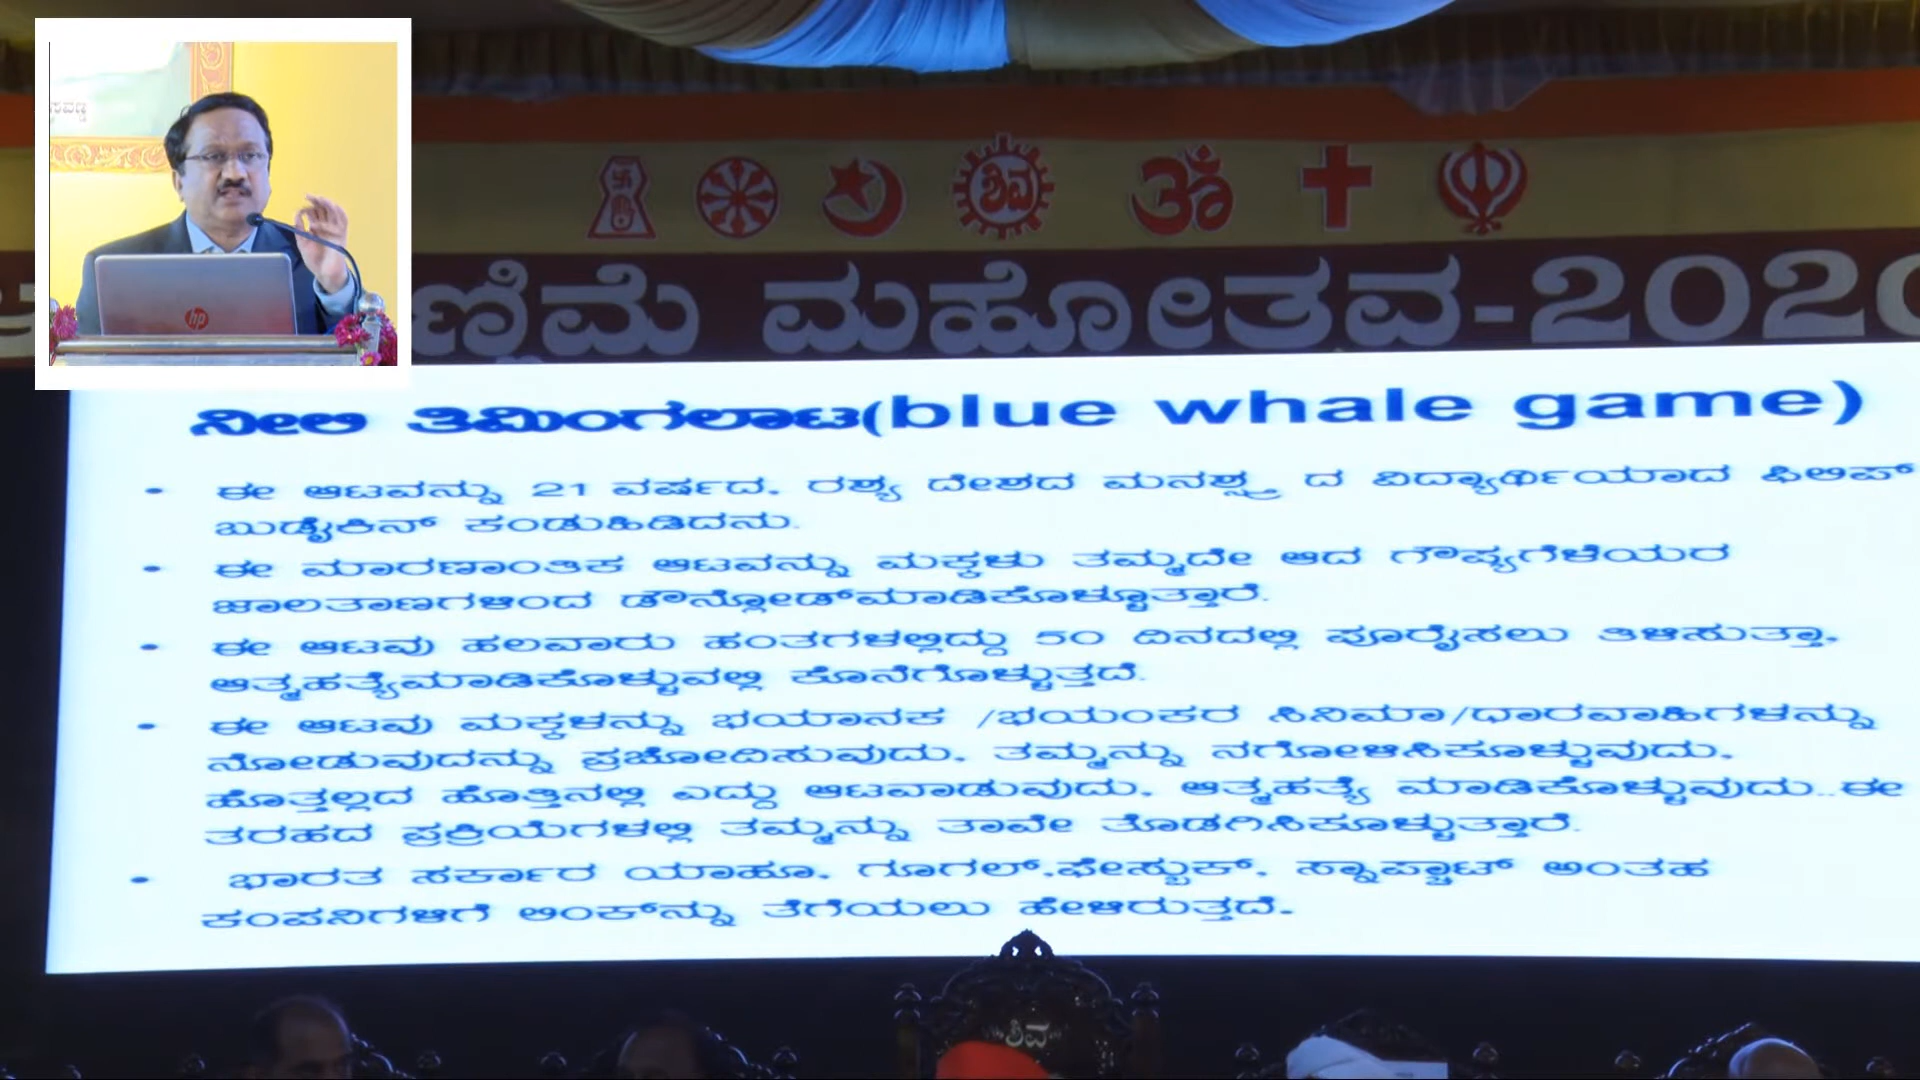 ಸವಣ್ಣ
hp
ಶಿವ
ಣ್ಣಿಮೆ ಮಹೋತ್ಸವ-2020
ನೀಲಿ ತಿಮಿಂಗಲಾಟ(blue whale game)
• ಈ ಆಟವನ್ನು 21 ವರ್ಷದ, ರಶ್ಯ ದೇಶದ ಮನಶ್ಸ್ತ್ರ ದ ವಿದ್ಯಾರ್ಥಿಯಾದ ಫಿಲಿಪ್
ಬುಡೈಕಿನ್ ಕಂಡುಹಿಡಿದನು.
• ಈ ಮಾರಣಾಂತಿಕ ಆಟವನ್ನು ಮಕ್ಕಳು ತಮ್ಮದೇ ಆದ ಗೌಪ್ಯಗೆಳೆಯರ
ಜಾಲತಾಣಗಳಿಂದ ಡೌನ್ಲೋಡ್‌ಮಾಡಿಕೊಳ್ಳುತ್ತಾರೆ.
• ಈ ಆಟವು ಹಲವಾರು ಹಂತಗಳಲ್ಲಿದ್ದು 50 ದಿನದಲ್ಲಿ ಪೂರೈಸಲು ತಿಳಿಸುತ್ತಾ,
ಆತ್ಮಹತ್ಯೆಮಾಡಿಕೊಳ್ಳುವಲ್ಲಿ ಕೊನೆಗೊಳ್ಳುತ್ತದೆ.
• ಈ ಆಟವು ಮಕ್ಕಳನ್ನು ಭಯಾನಕ /ಭಯಂಕರ ಸಿನಿಮಾ/ಧಾರವಾಹಿಗಳನ್ನು
ನೋಡುವುದನ್ನು ಪ್ರಚೋದಿಸುವುದು, ತಮ್ಮನ್ನು ನಗೋಳಿಸಿಕೂಳ್ಳುವುದು,
ಹೊತ್ತಲ್ಲದ ಹೊತ್ತಿನಲ್ಲಿ ಎದ್ದು ಆಟವಾಡುವುದು, ಆತ್ಮಹತ್ಯೆ ಮಾಡಿಕೊಳ್ಳುವುದು..ಈ
ತರಹದ ಪ್ರಕ್ರಿಯೆಗಳಲ್ಲಿ ತಮ್ಮನ್ನು ತಾವೇ ತೊಡಗಿಸಿಕೂಳ್ಳುತ್ತಾರೆ.
• ಭಾರತ ಸರ್ಕಾರ ಯಾಹೂ, ಗೂಗಲ್,ಫೇಸ್ಬುಕ್, ಸ್ನಾಪ್ಚಾಟ್ ಅಂತಹ
ಕಂಪನಿಗಳಿಗೆ ಲಿಂಕ್‌ನ್ನು ತೆಗೆಯಲು ಹೇಳಿರುತ್ತದೆ.
ಶಿವ